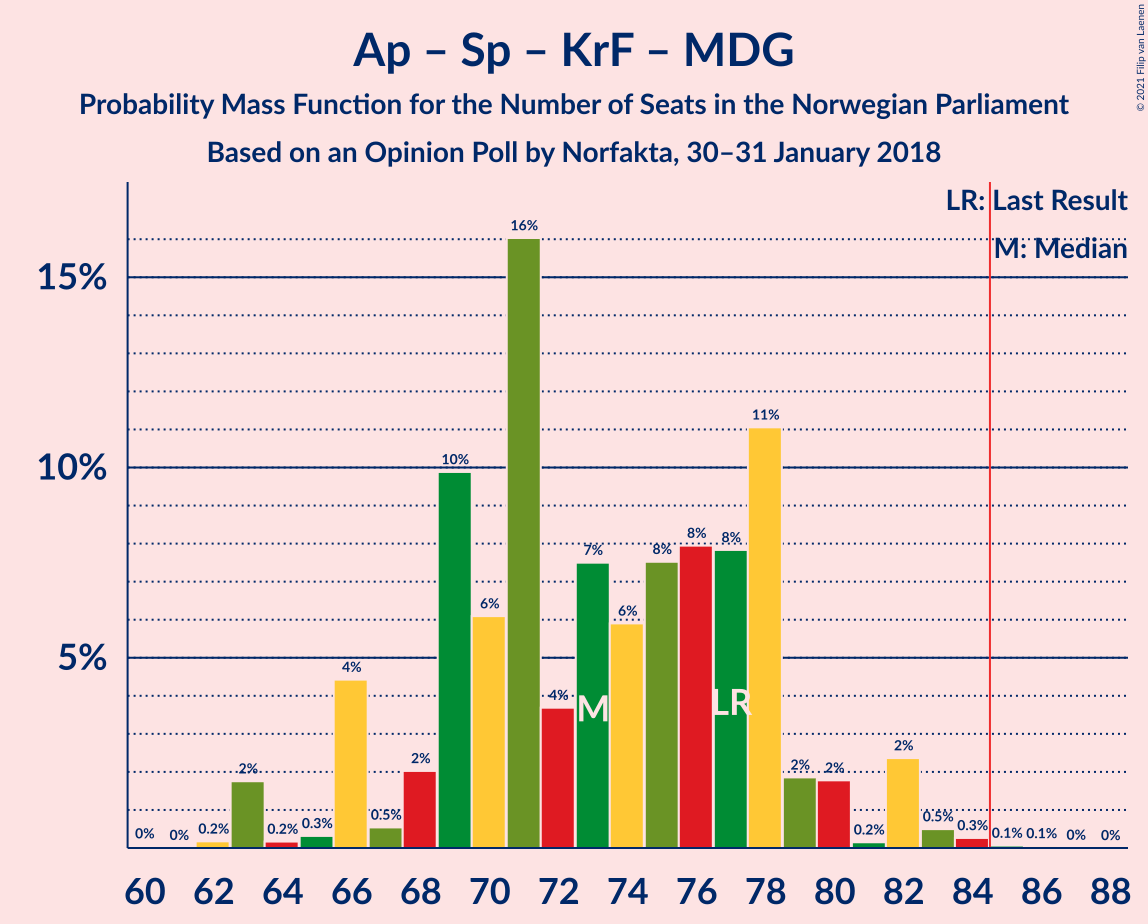 Ap – Sp – KrF – MDG
Probability Mass Function for the Number of Seats in the Norwegian Parliament
Based on an Opinion Poll by Norfakta, 30–31 January 2018
© 2021 Filip van Laenen
LR: Last Result
M: Median
15%
10%
5%
0% 0% 0.2% 2% 0.2% 0.3% 4% 0.5% 2% 10% 6% 16% 4% 7% 6% 8% 8% 8% 11% 2% 2% 0.2% 2% 0.5% 0.3% 0.1% 0.1% 0% 0%
M LR
60 62 64 66 68 70 72 74 76 78 80 82 84 86 88